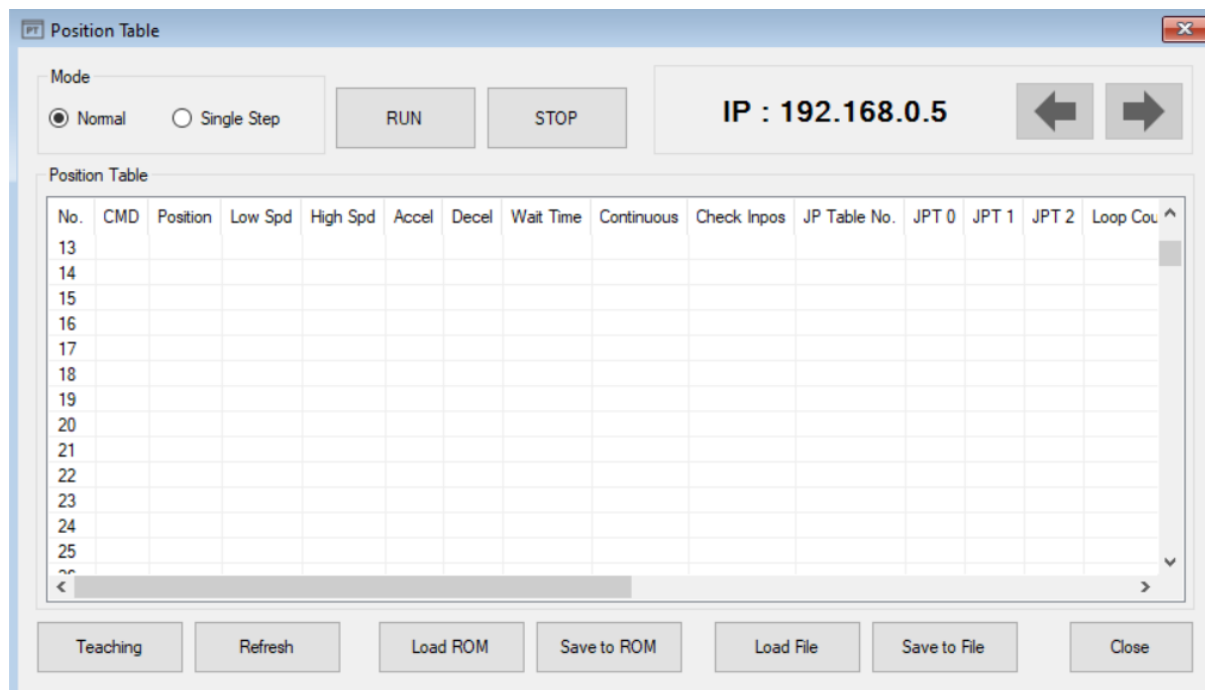 PT Position Table
Mode
Normal Single Step RUN STOP IP : 192.168.0.5
Position Table
No. CMD Position Low Spd High Spd Accel Decel Wait Time Continuous Check Inpos JP Table No. JPT 0 JPT 1 JPT 2 Loop Cou
13
14
15
16
17
18
19
20
21
22
23
24
25
Teaching Refresh Load ROM Save to ROM Load File Save to File Close